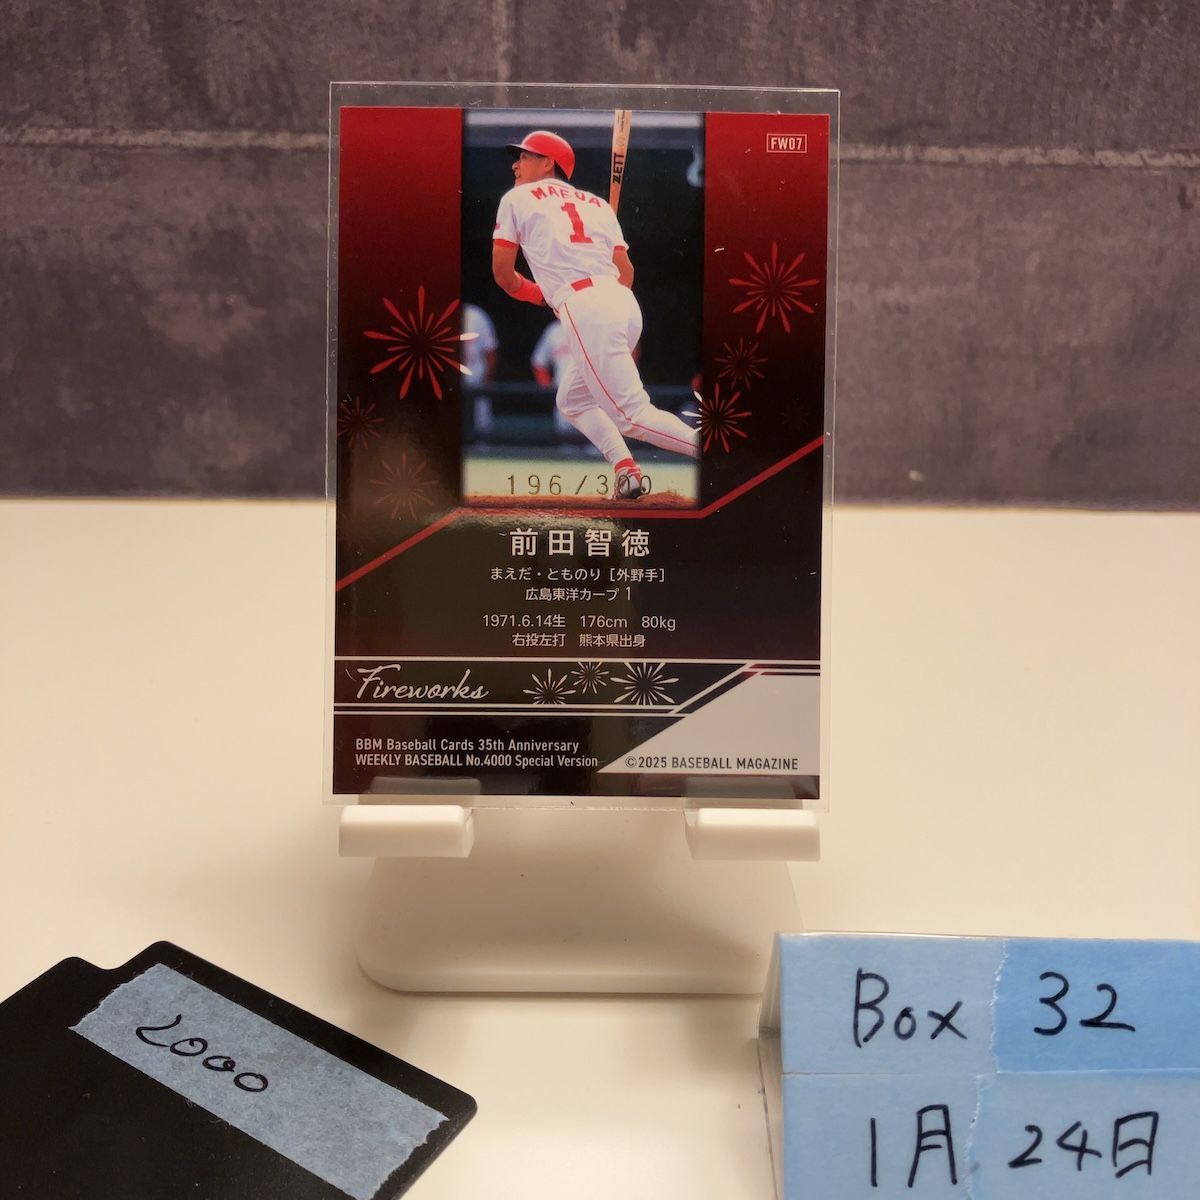 FW07
ZETT
MAEDA
1
196/300
前田智徳
まえだ・とものり [外野手]
広島東洋カープ 1
1971.6.14生 176cm 80kg
右投左打 熊本県出身
Fireworks
BBM Baseball Cards 35th Anniversary
WEEKLY BASEBALL No.4000 Special Version
©2025 BASEBALL MAGAZINE
Box 32
1月 24日